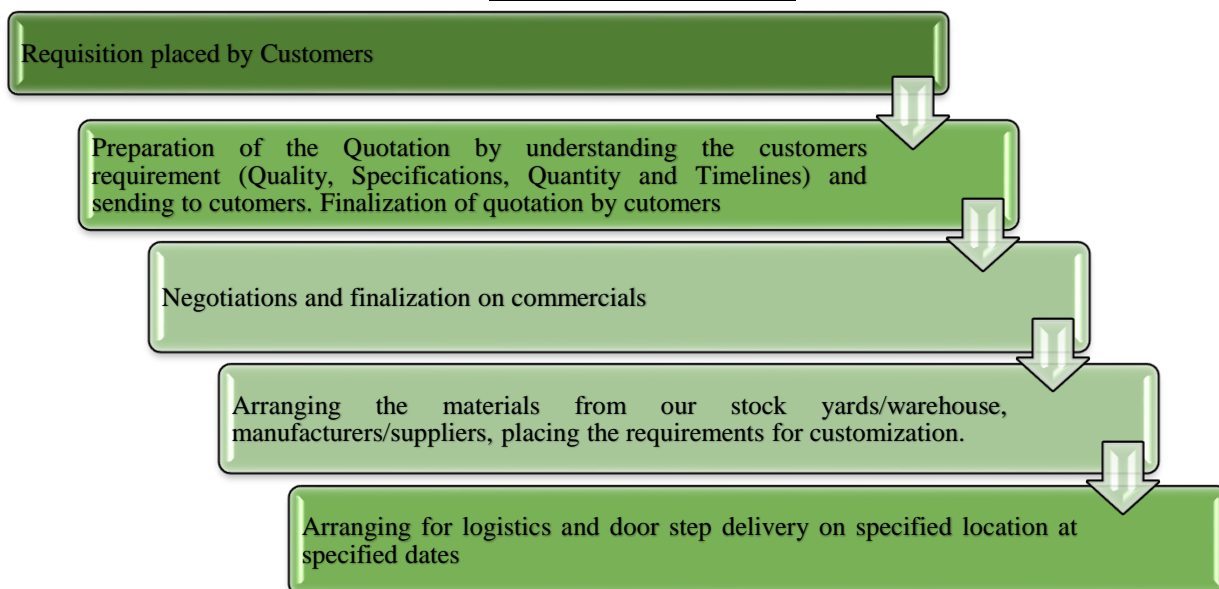 Requisition placed by Customers
Preparation of the Quotation by understanding the customers
requirement (Quality, Specifications, Quantity and Timelines) and
sending to cutomers. Finalization of quotation by cutomers
Negotiations and finalization on commercials
Arranging the materials from our stock yards/warehouse,
manufacturers/suppliers, placing the requirements for customization.
Arranging for logistics and door step delivery on specified location at
specified dates